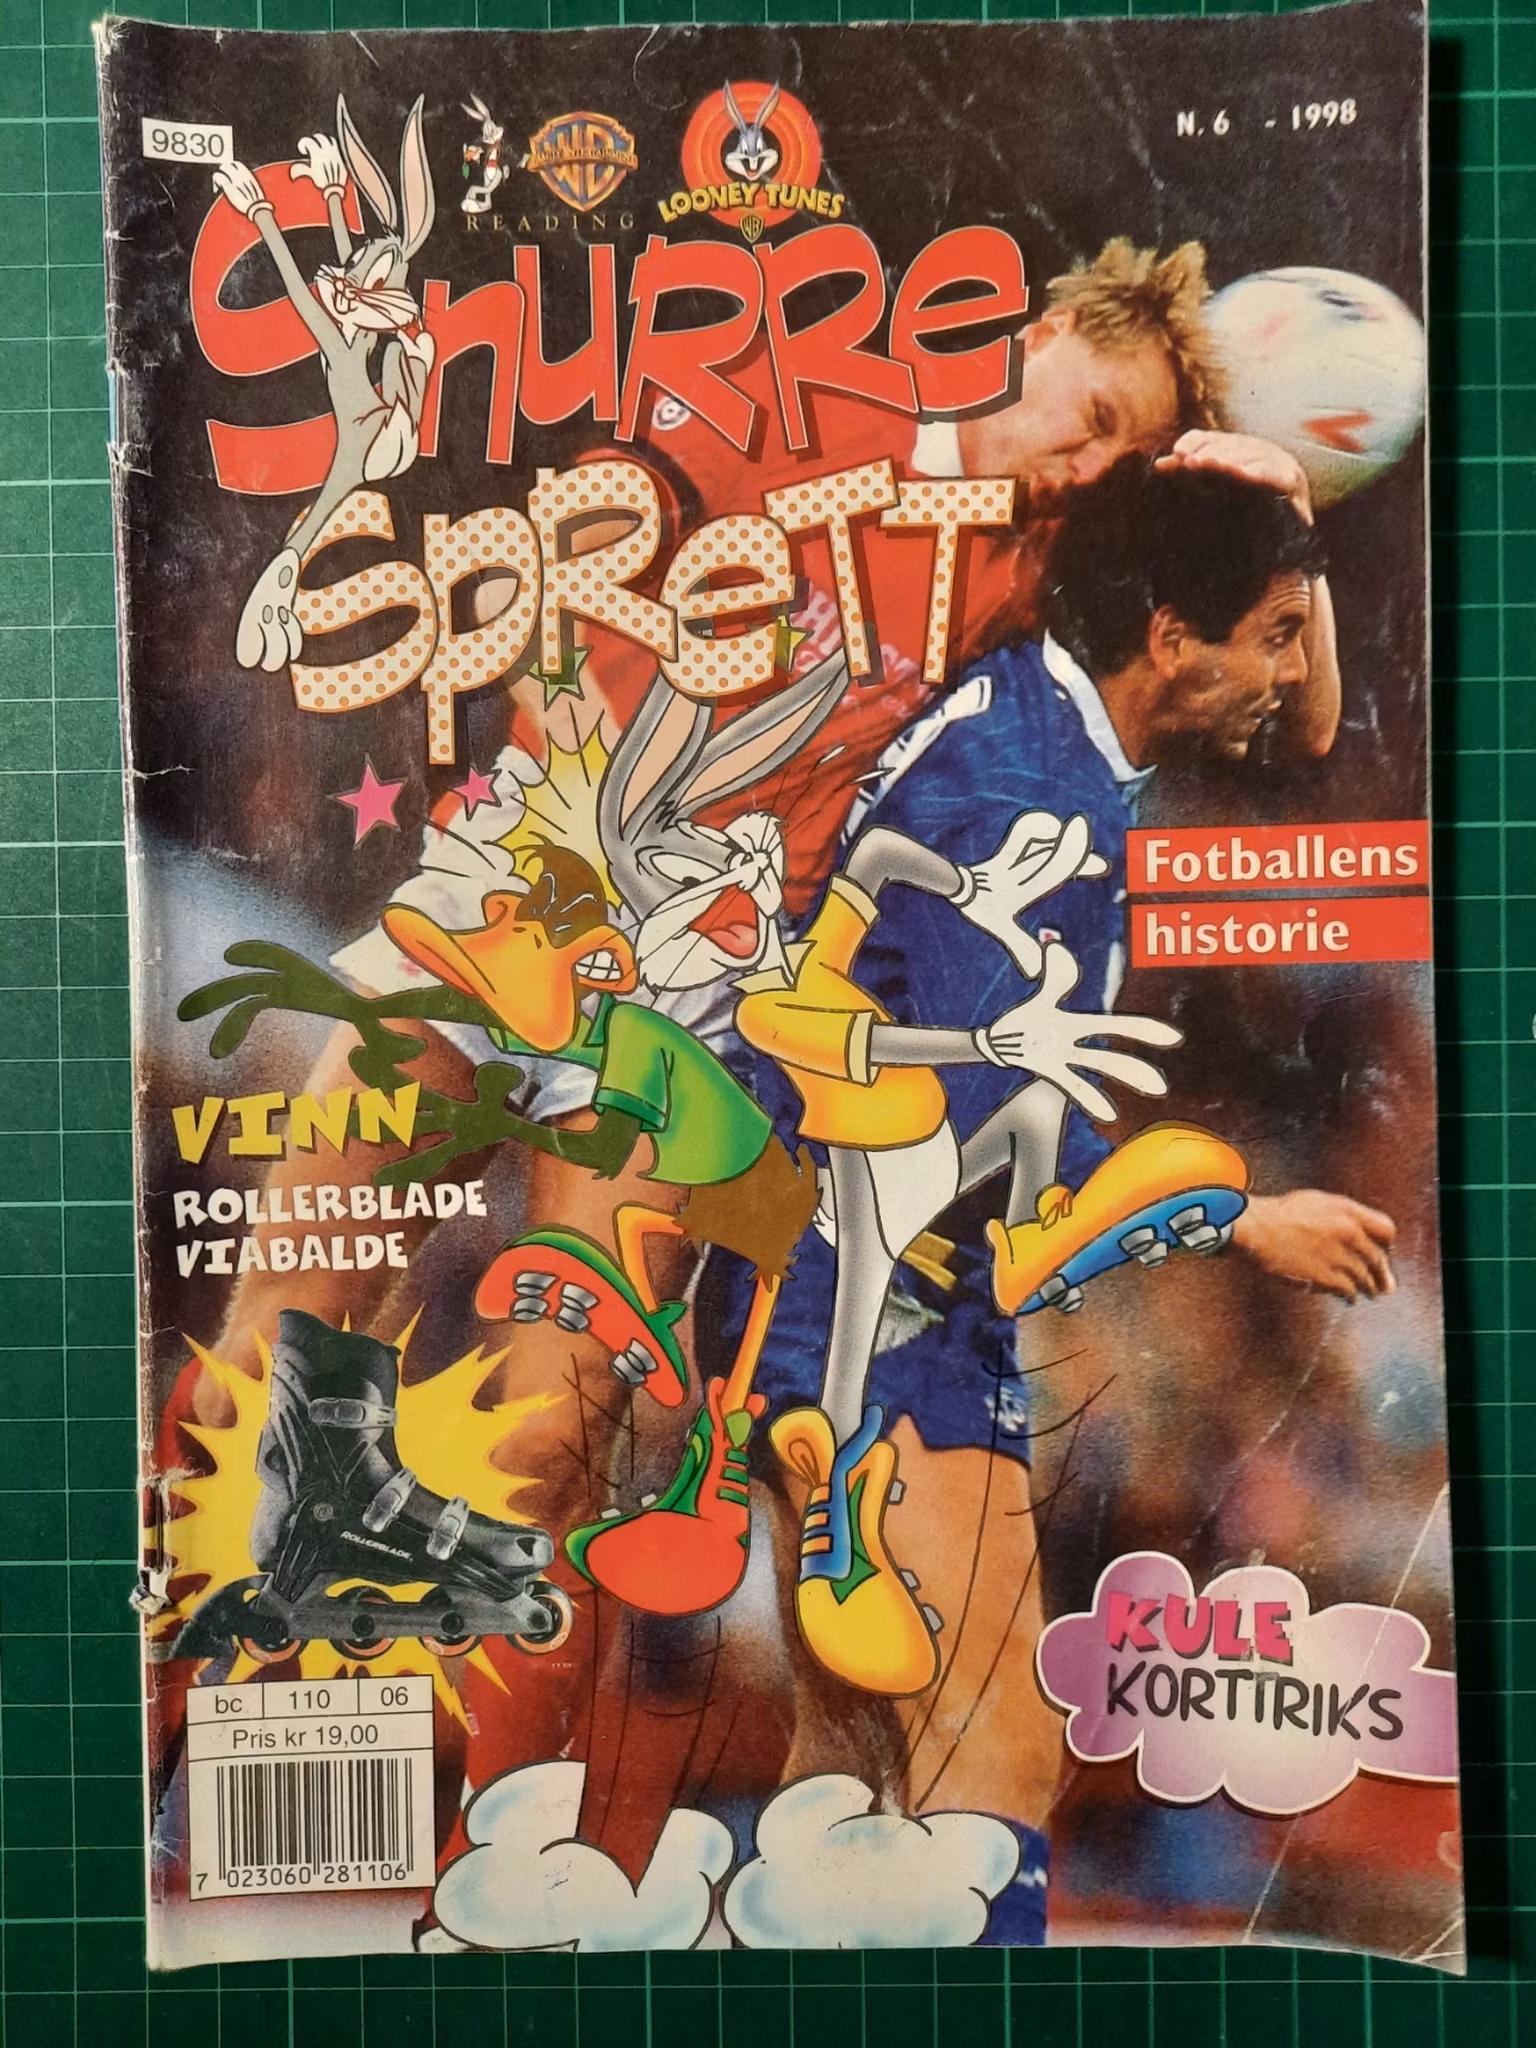 9830
READING
LOONEY TUNES
N. 6 - 1998
Snurre
Sprett
Fotballens
historie
VINN
ROLLERBLADE
VIABALDE
ROLLERBLADE
KULE
KORTTRIKS
bc. 110 06
Pris kr 19,00
7 023060 281106